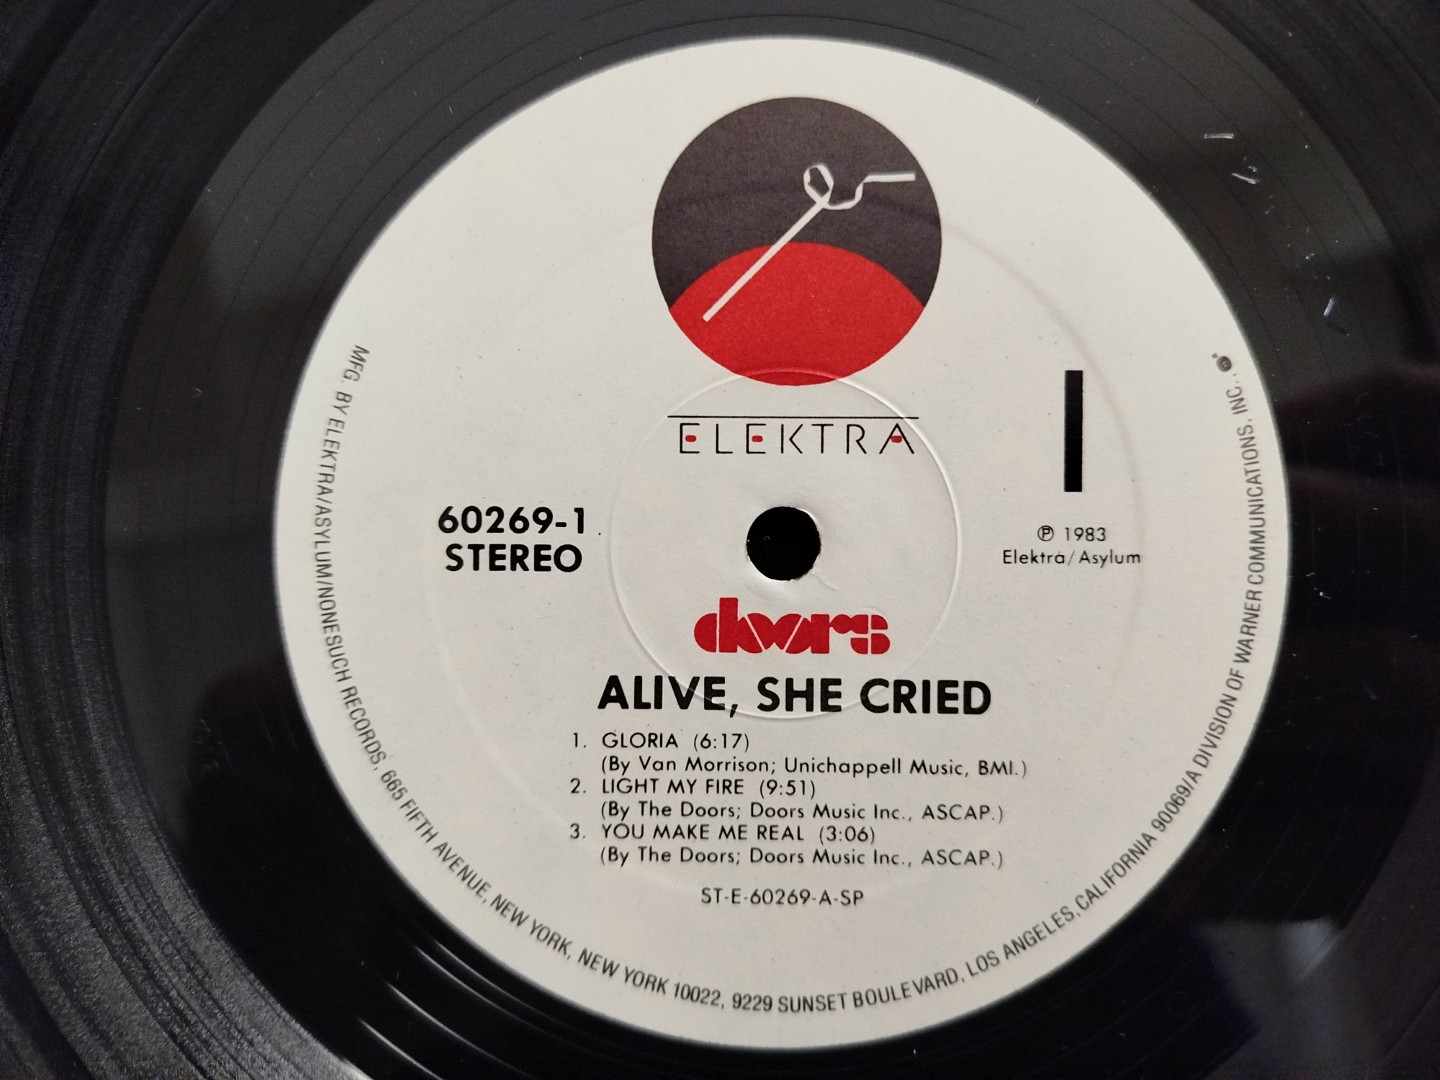 ELEKTRA
60269-1
STEREO
I
℗ 1983
Elektra/Asylum
doors
ALIVE, SHE CRIED
1. GLORIA (6:17)
(By Van Morrison; Unichappell Music, BMI.)
2. LIGHT MY FIRE (9:51)
(By The Doors; Doors Music Inc., ASCAP.)
3. YOU MAKE ME REAL (3:06)
(By The Doors; Doors Music Inc., ASCAP.)
ST-E-60269-A-SP
MFG. BY ELEKTRA/ASYLUM/NONESUCH RECORDS, 665 FIFTH AVENUE, NEW YORK, NEW YORK 10022, 9229 SUNSET BOULEVARD, LOS ANGELES, CALIFORNIA 90069/A DIVISION OF WARNER COMMUNICATIONS, INC.,